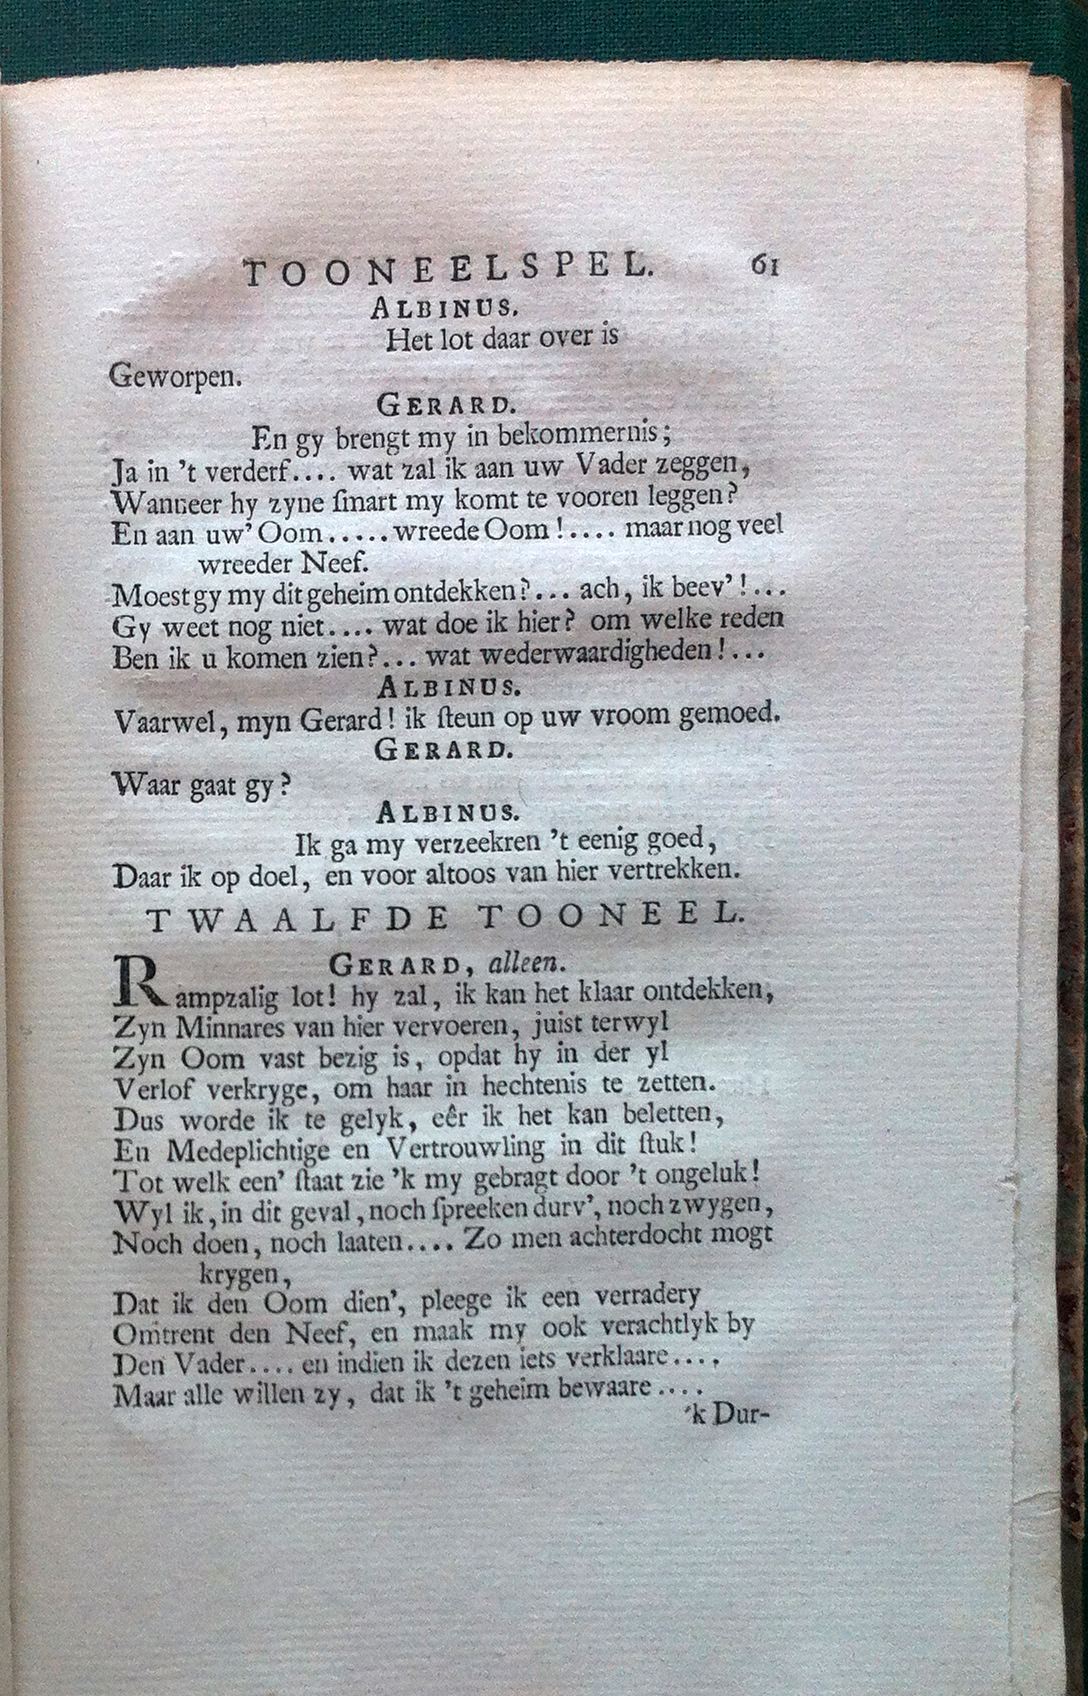 TOONEELSPEL. 61
ALBINUS.
Het lot daar over is
Geworpen.
GERARD.
En gy brengt my in bekommernis;
Ja in 't verderf.... wat zal ik aan uw Vader zeggen,
Wanneer hy zyne ſmart my komt te vooren leggen?
En aan uw' Oom..... wreede Oom!.... maar nog veel
wreeder Neef.
Moest gy my dit geheim ontdekken?... ach, ik beev'!...
Gy weet nog niet.... wat doe ik hier? om welke reden
Ben ik u komen zien?... wat wederwaardigheden!...
ALBINUS.
Vaarwel, myn Gerard! ik ſteun op uw vroom gemoed.
GERARD.
Waar gaat gy?
ALBINUS.
Ik ga my verzeekren 't eenig goed,
Daar ik op doel, en voor altoos van hier vertrekken.
TWAALFDE TOONEEL.
GERARD, alleen.
Rampzalig lot! hy zal, ik kan het klaar ontdekken,
Zyn Minnares van hier vervoeren, juist terwyl
Zyn Oom vast bezig is, opdat hy in der yl
Verlof verkryge, om haar in hechtenis te zetten.
Dus worde ik te gelyk, eêr ik het kan beletten,
En Medeplichtige en Vertrouwling in dit ſtuk!
Tot welk een' ſtaat zie 'k my gebragt door 't ongeluk!
Wyl ik, in dit geval, noch ſpreeken durv', noch zwygen,
Noch doen, noch laaten.... Zo men achterdocht mogt
krygen,
Dat ik den Oom dien', pleege ik een verradery
Omtrent den Neef, en maak my ook verachtlyk by
Den Vader.... en indien ik dezen iets verklaare....
Maar alle willen zy, dat ik 't geheim bewaare....
'k Dur-